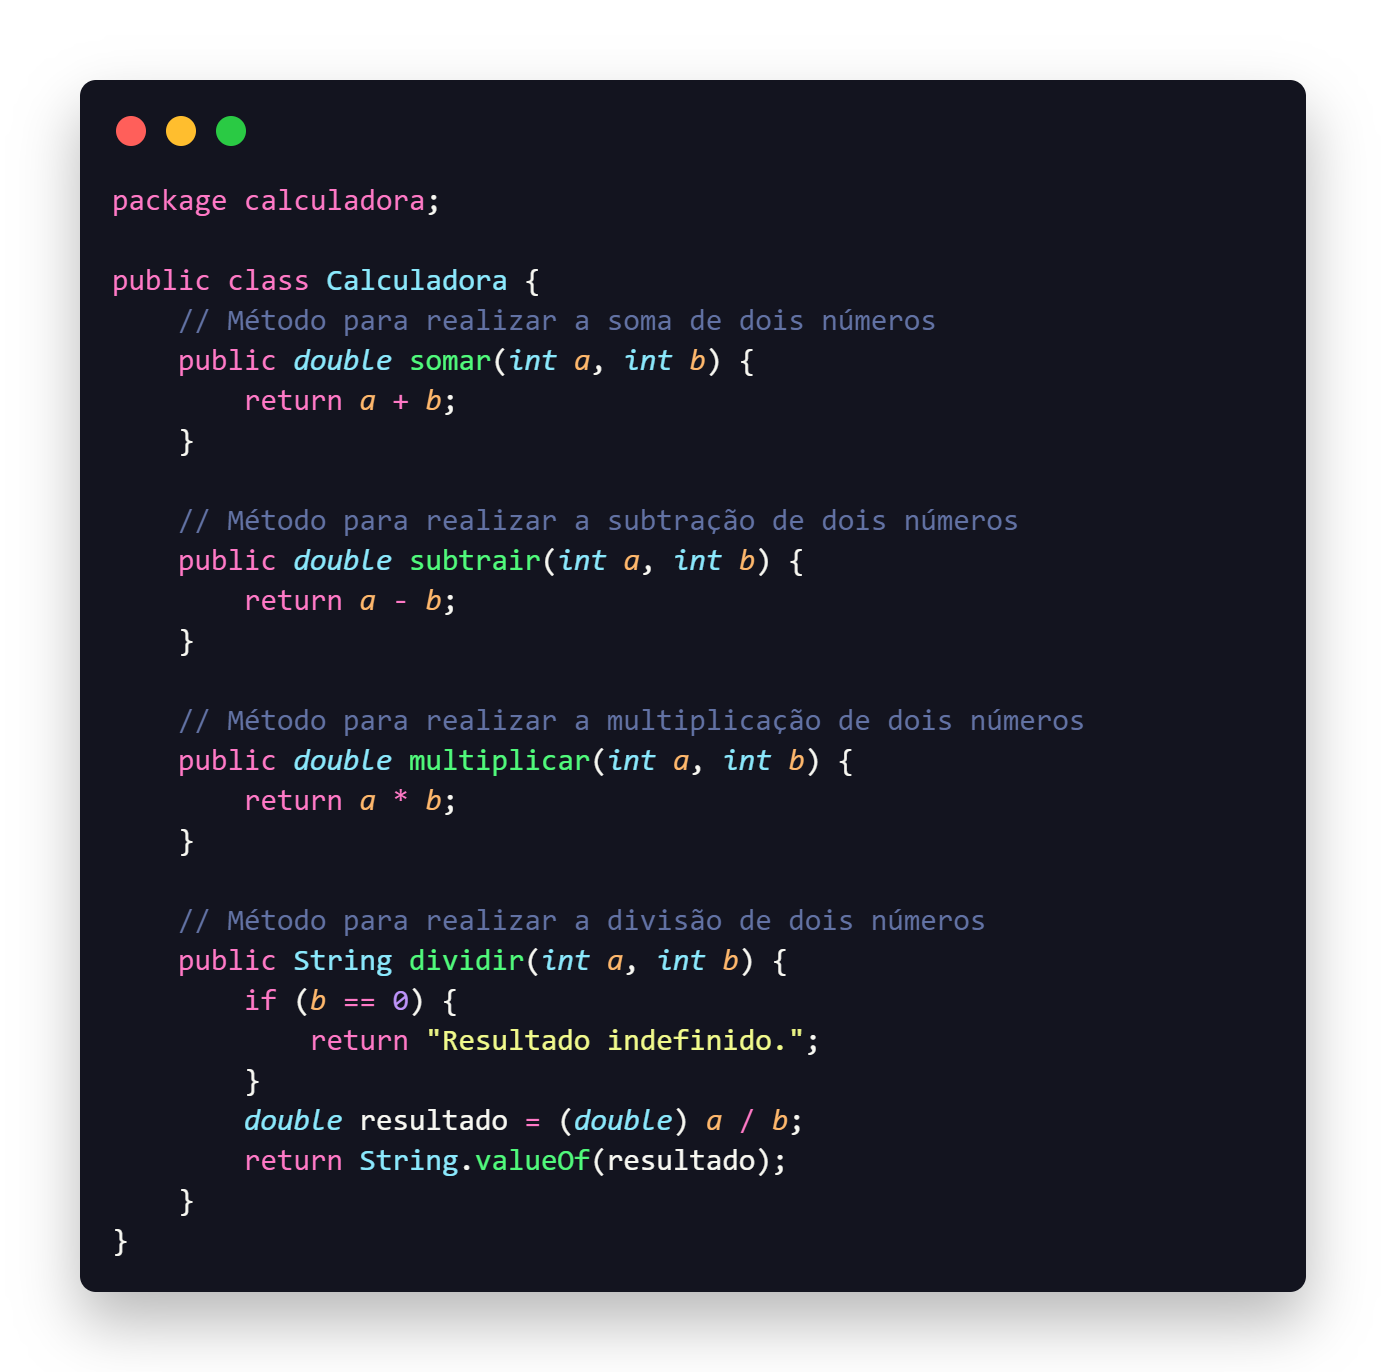 package calculadora;

public class Calculadora {
    // Método para realizar a soma de dois números
    public double somar(int a, int b) {
        return a + b;
    }

    // Método para realizar a subtração de dois números
    public double subtrair(int a, int b) {
        return a - b;
    }

    // Método para realizar a multiplicação de dois números
    public double multiplicar(int a, int b) {
        return a * b;
    }

    // Método para realizar a divisão de dois números
    public String dividir(int a, int b) {
        if (b == 0) {
            return "Resultado indefinido.";
        }
        double resultado = (double) a / b;
        return String.valueOf(resultado);
    }
}